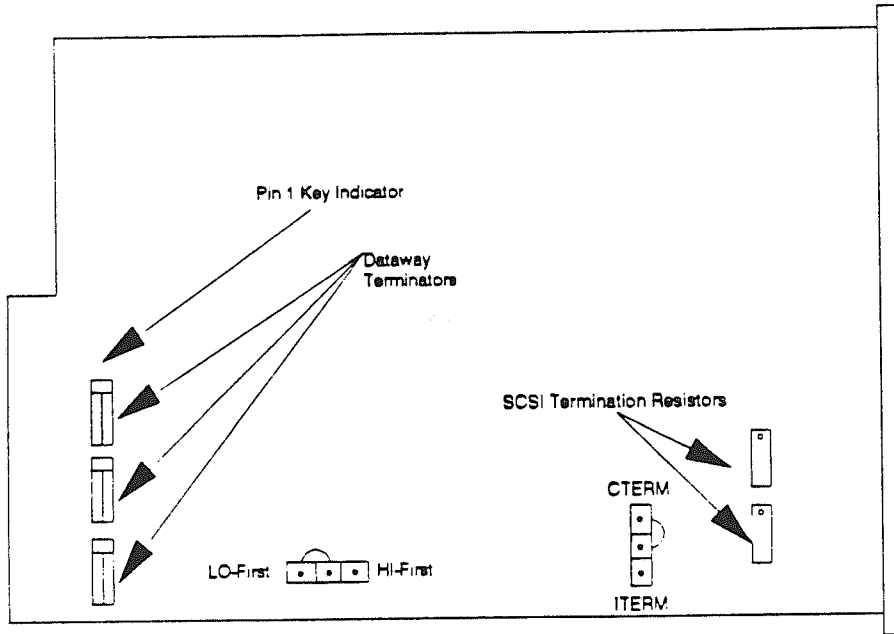 Pin 1 Key Indicator
Dataway
Terminators
SCSI Termination Resistors
CTERM
LO-First
HI-First
ITERM